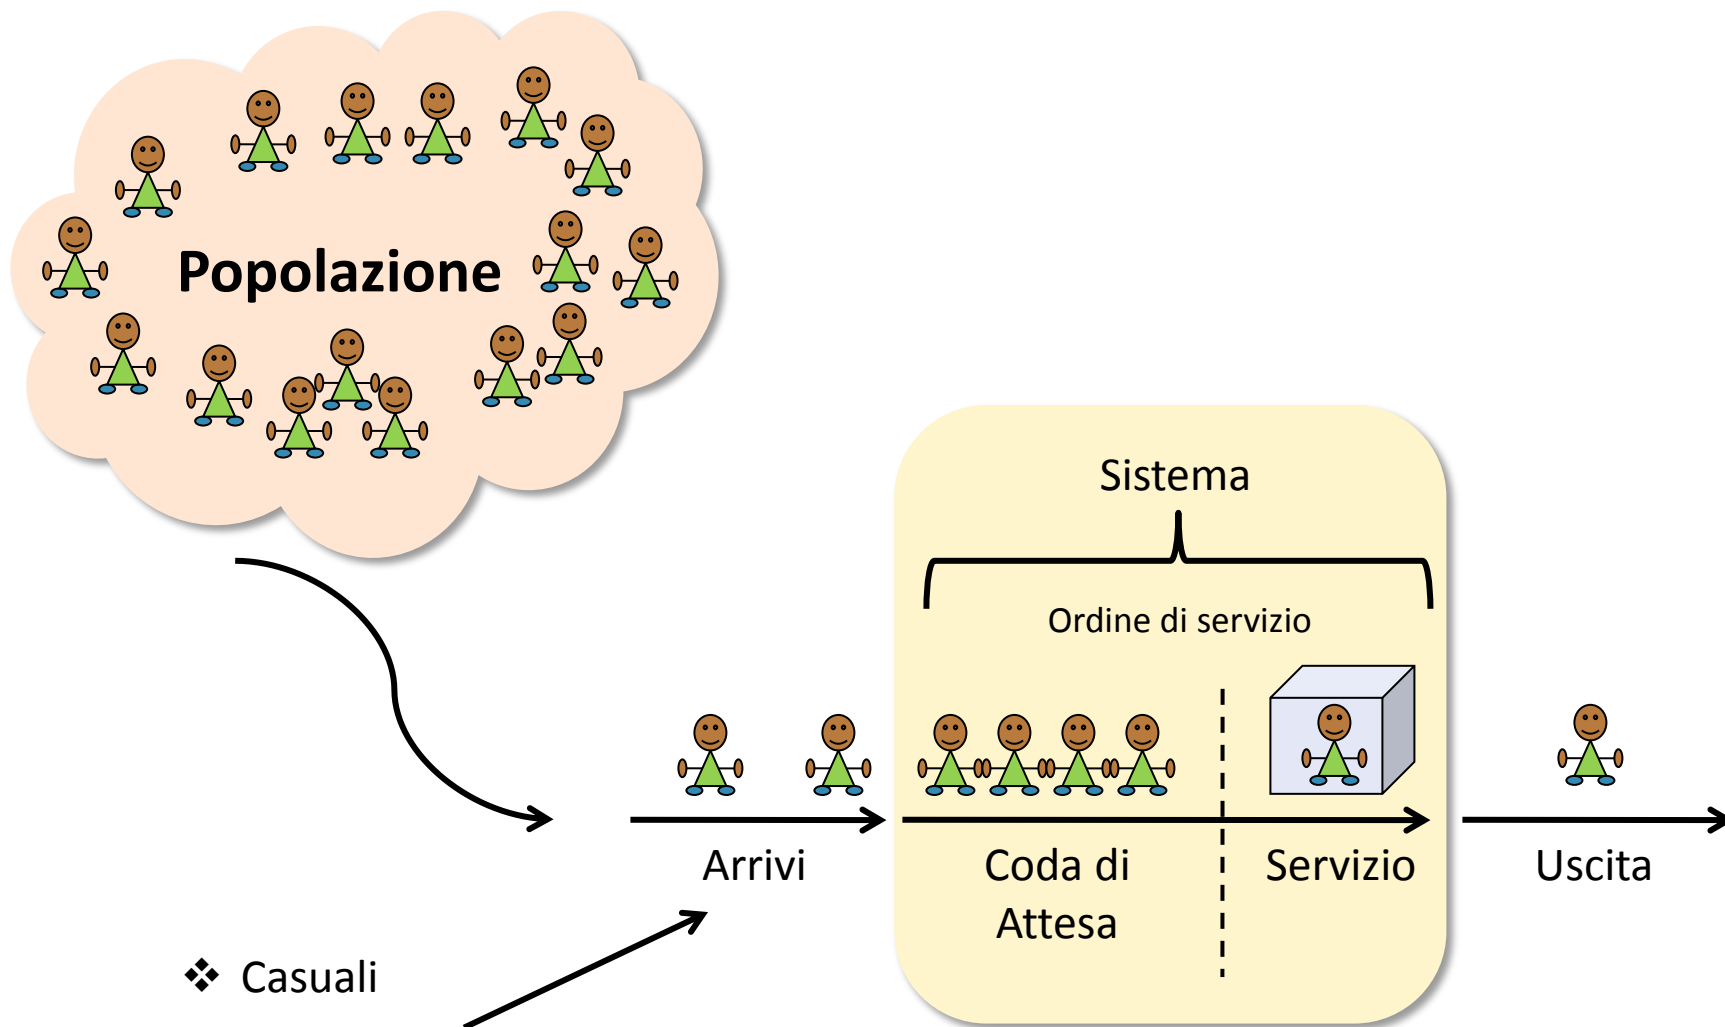 Popolazione
Sistema
Ordine di servizio
Arrivi
Coda di
Attesa
Servizio
Uscita
❖ Casuali